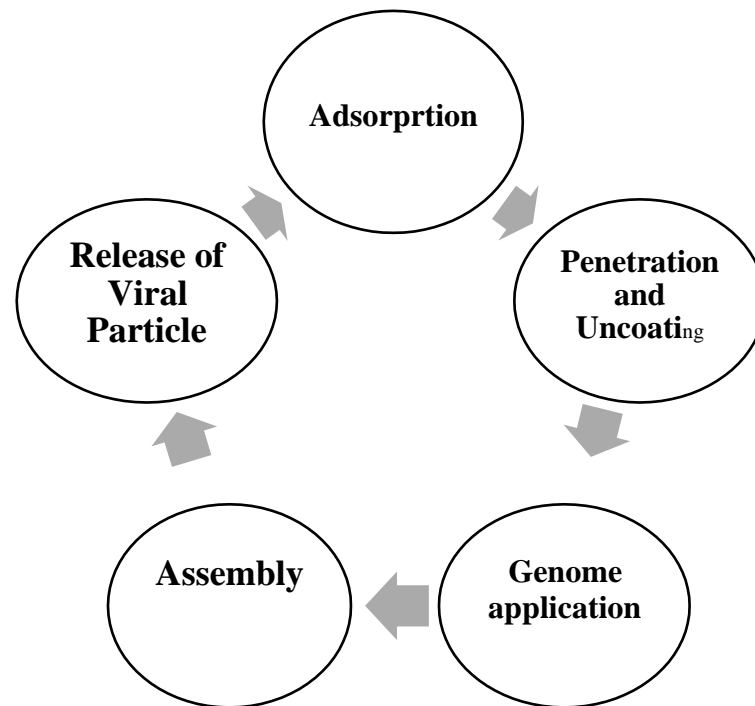 Adsorprtion
Penetration
and
Uncoating
Genome
application
Assembly
Release of
Viral
Particle